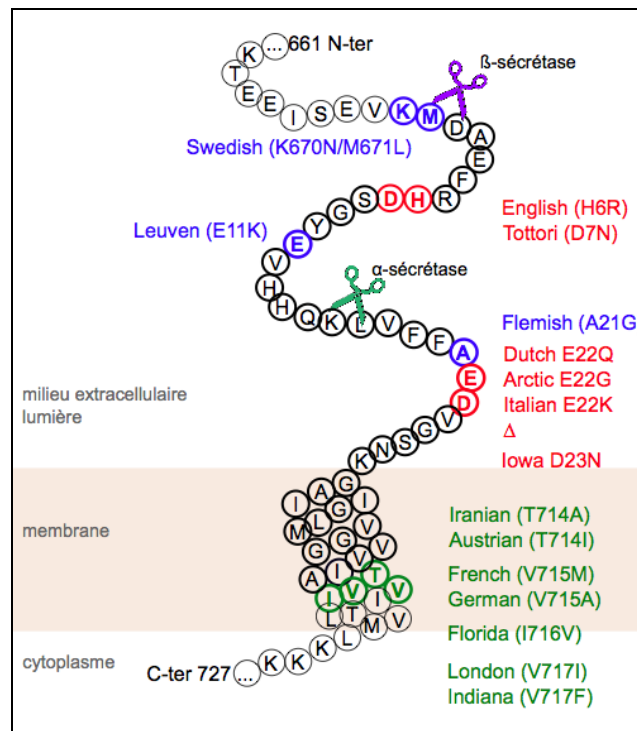 ... 661 N-ter
K
T
E E I S E V K M D A
ß-sécrétase
Swedish (K670N/M671L)
E
F
Y G S D H R
English (H6R)
Tottori (D7N)
Leuven (E11K)
E
V
H
H Q K L V F F
α-sécrétase
A
Flemish (A21G
E
Dutch E22Q
Arctic E22G
D
Italian E22K
milieu extracellulaire
lumière
Δ
K N S G V
Iowa D23N
I A G
M L G I
G G V
A I V V
I V T V
L T I
membrane
Iranian (T714A)
Austrian (T714I)
French (V715M)
German (V715A)
L M V
Florida (I716V)
cytoplasme
C-ter 727 ... K K K
London (V717I)
Indiana (V717F)